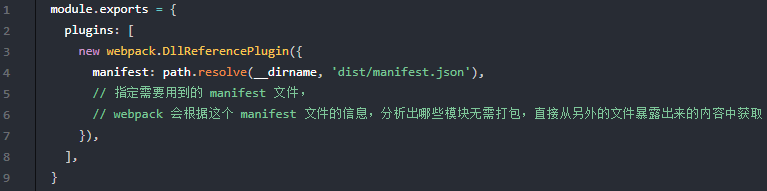 1 module.exports = {
2 plugins: [
3 new webpack.DllReferencePlugin({
4 manifest: path.resolve(__dirname, 'dist/manifest.json'),
5 // 指定需要用到的 manifest 文件，
6 // webpack 会根据这个 manifest 文件的信息，分析出哪些模块无需打包，直接从另外的文件暴露出来的内容中获取
7 }),
8 ],
9 }